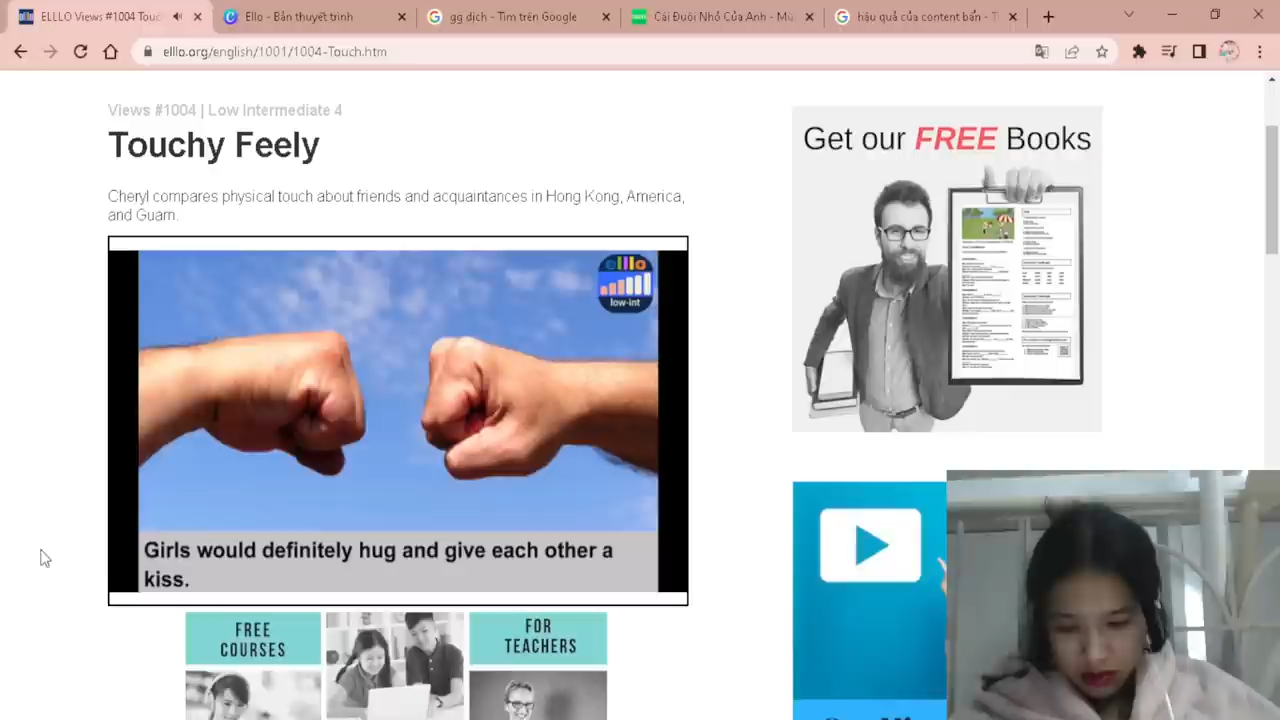 ELLLO Views #1004 Touch
Ello - Bản thuyết trình
gg dịch - Tìm trên Google
Cái Đuôi Nhỏ Của Anh - Mù
hậu quả của content bẩn - T
elllo.org/english/1001/1004-Touch.htm
Views #1004 | Low Intermediate 4
Touchy Feely
Cheryl compares physical touch about friends and acquaintances in Hong Kong, America,
and Guam.
Get our FREE Books
ello
low-int
Girls would definitely hug and give each other a
kiss.
FREE
COURSES
FOR
TEACHERS